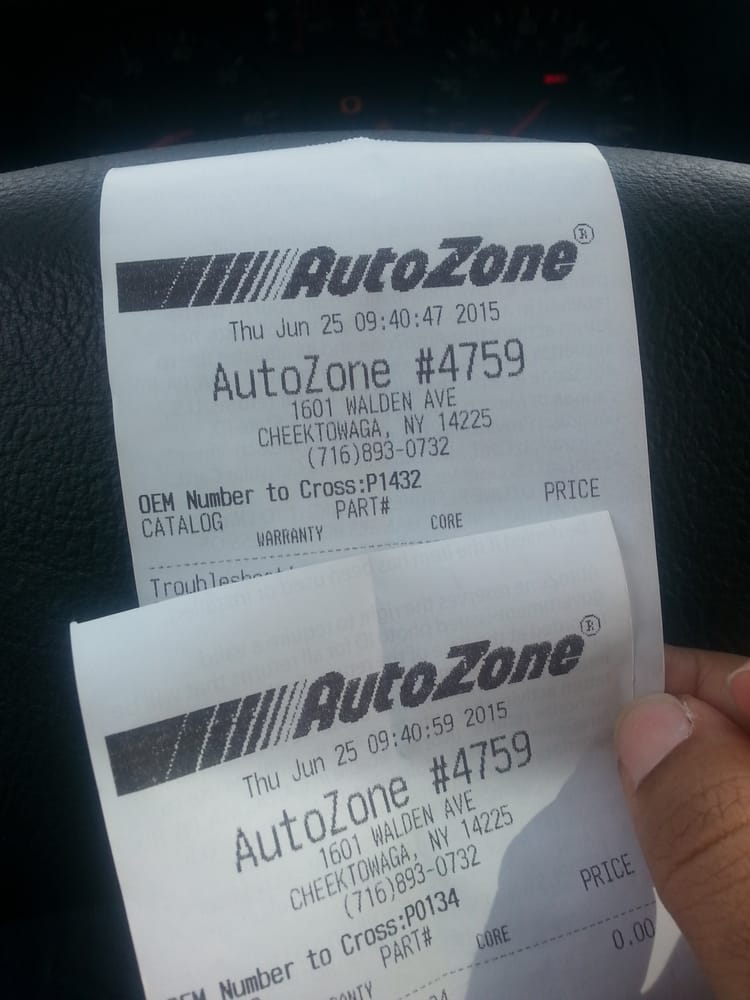 AutoZone®
Thu Jun 25 09:40:47 2015
AutoZone #4759
1601 WALDEN AVE
CHEEKTOWAGA, NY 14225
(716)893-0732
OEM Number to Cross:P1432
CATALOG PART# PRICE
WARRANTY CORE
AutoZone®
Thu Jun 25 09:40:59 2015
AutoZone #4759
1601 WALDEN AVE
CHEEKTOWAGA, NY 14225
(716)893-0732
OEM Number to Cross:P0134
PART# PRICE
CORE
0.00